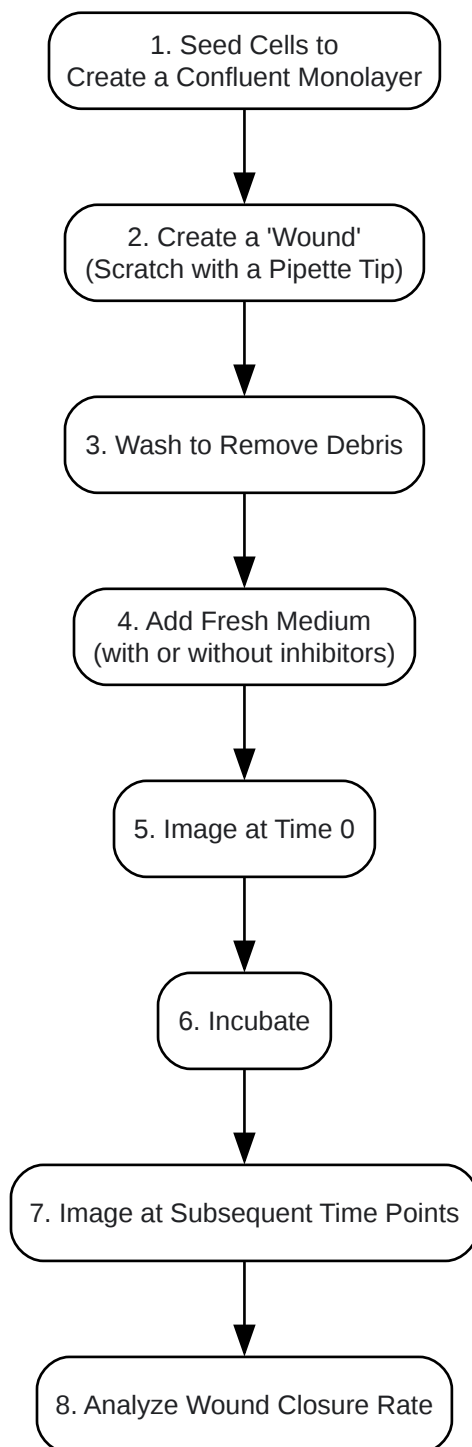 1. Seed Cells to
Create a Confluent Monolayer
2. Create a 'Wound'
(Scratch with a Pipette Tip)
3. Wash to Remove Debris
4. Add Fresh Medium
(with or without inhibitors)
5. Image at Time 0
6. Incubate
7. Image at Subsequent Time Points
8. Analyze Wound Closure Rate